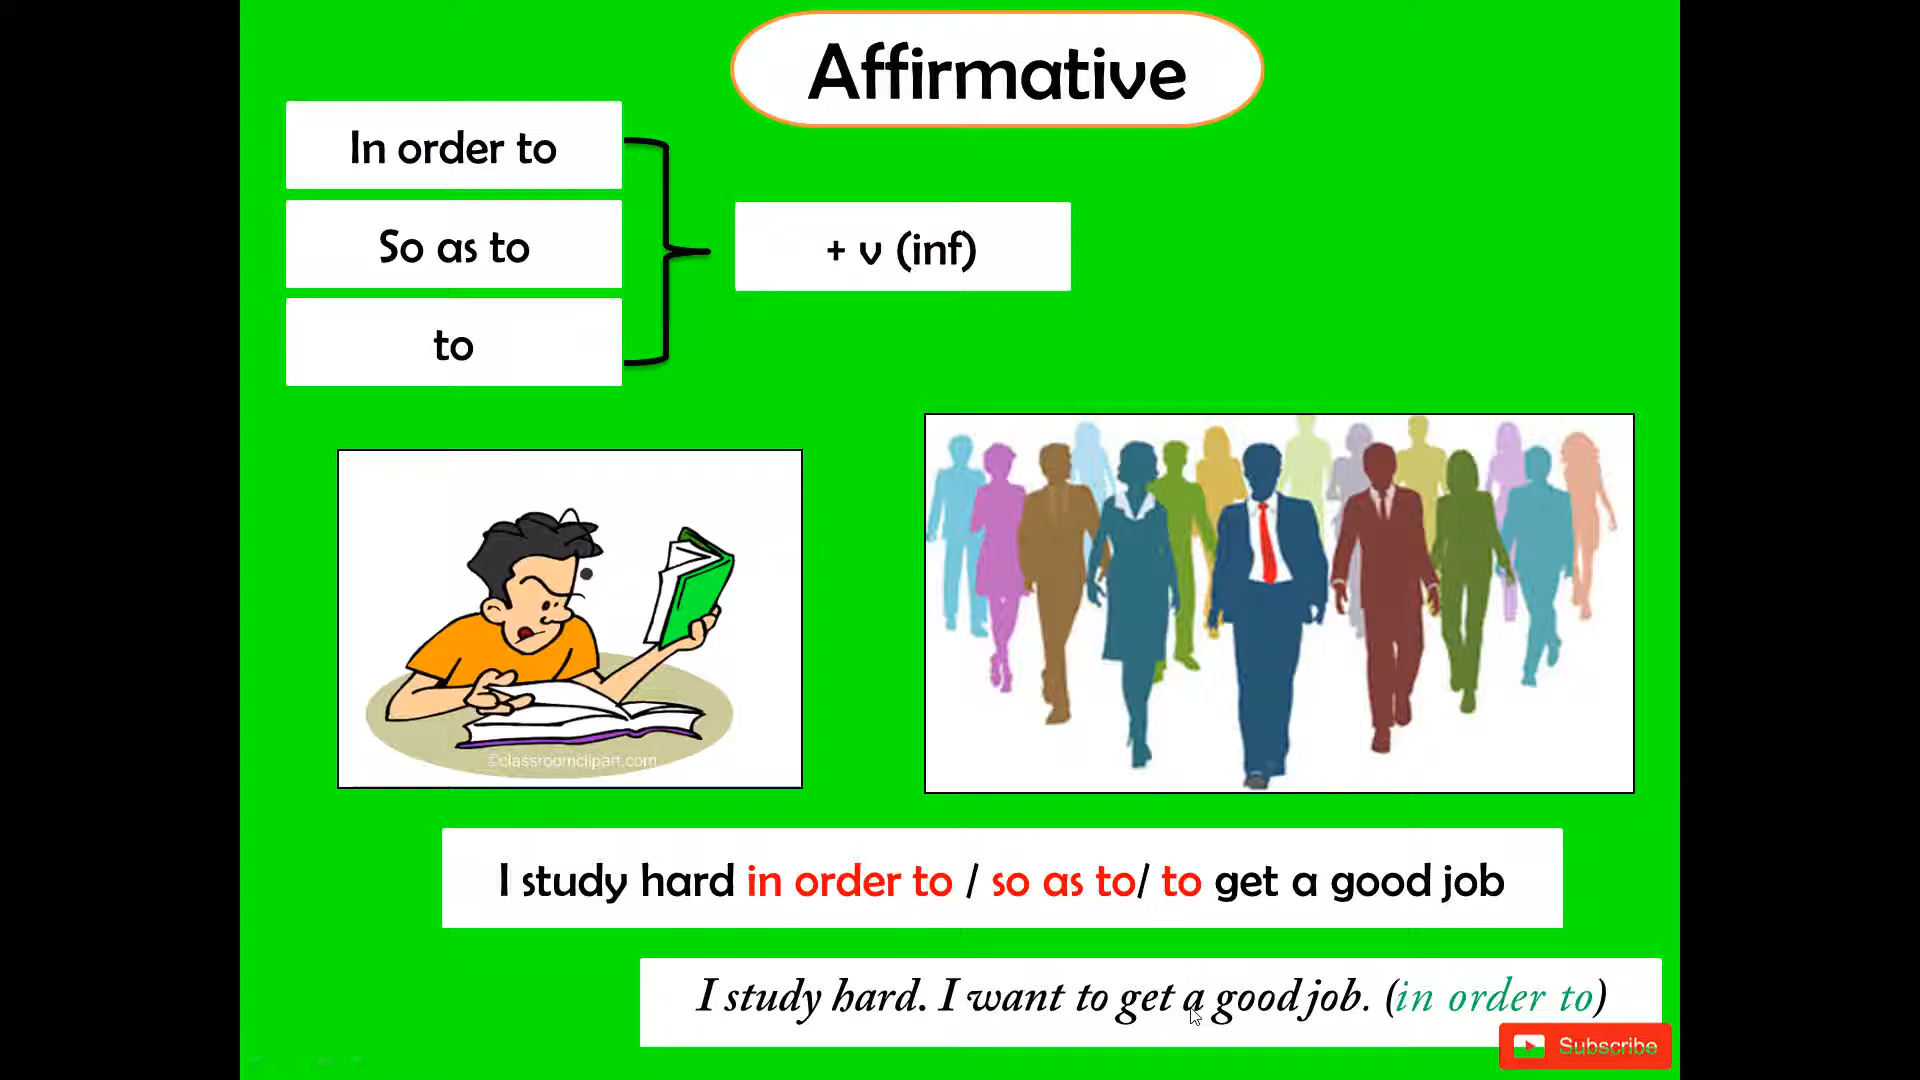 Affirmative
In order to
So as to
to
+ v (inf)
©classroomclipart.com
I study hard in order to / so as to/ to get a good job
I study hard. I want to get a good job. (in order to)
Subscribe